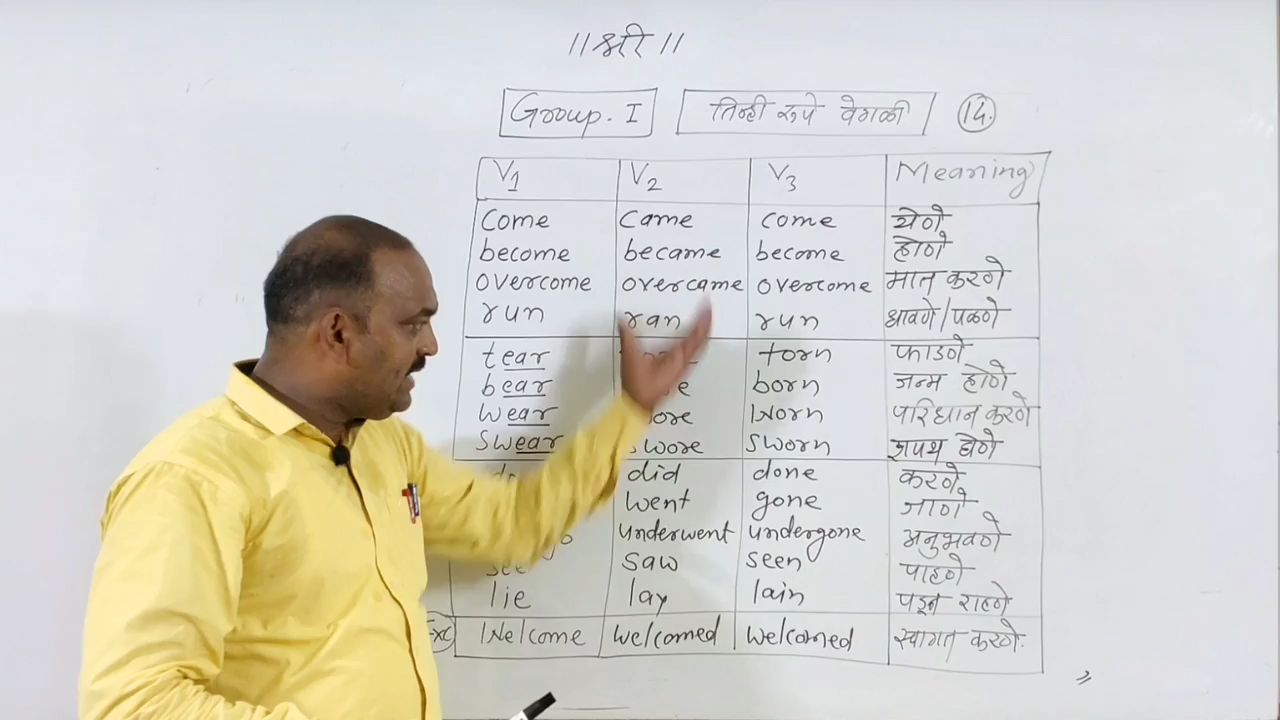 ॥ श्री ॥
Group. I तिन्ही रुपे वेगळी 14.
V1 V2 V3 Meaning
come came come येणे
become became become होणे
overcome overcame overcome मात करणे
run ran run धावणे/पळणे
tear torn फाडणे
bear born जन्म होणे
wear worn परिधान करणे
swear swore sworn शपथ घेणे
did done करणे
went gone जाणे
underwent undergone अनुभवणे
see saw seen पाहणे
lie lay lain पडून राहणे
Exc Welcome welcomed welcomed स्वागत करणे.